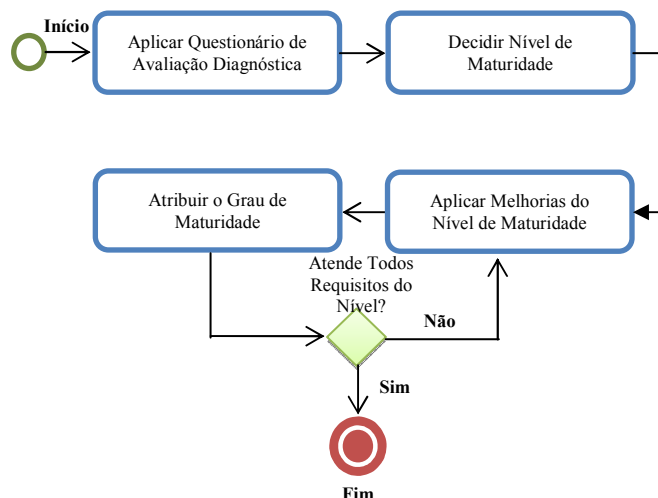 Início
Aplicar Questionário de
Avaliação Diagnóstica
Decidir Nível de
Maturidade
Atribuir o Grau de
Maturidade
Aplicar Melhorias do
Nível de Maturidade
Atende Todos
Requisitos do
Nível?
Não
Sim
Fim